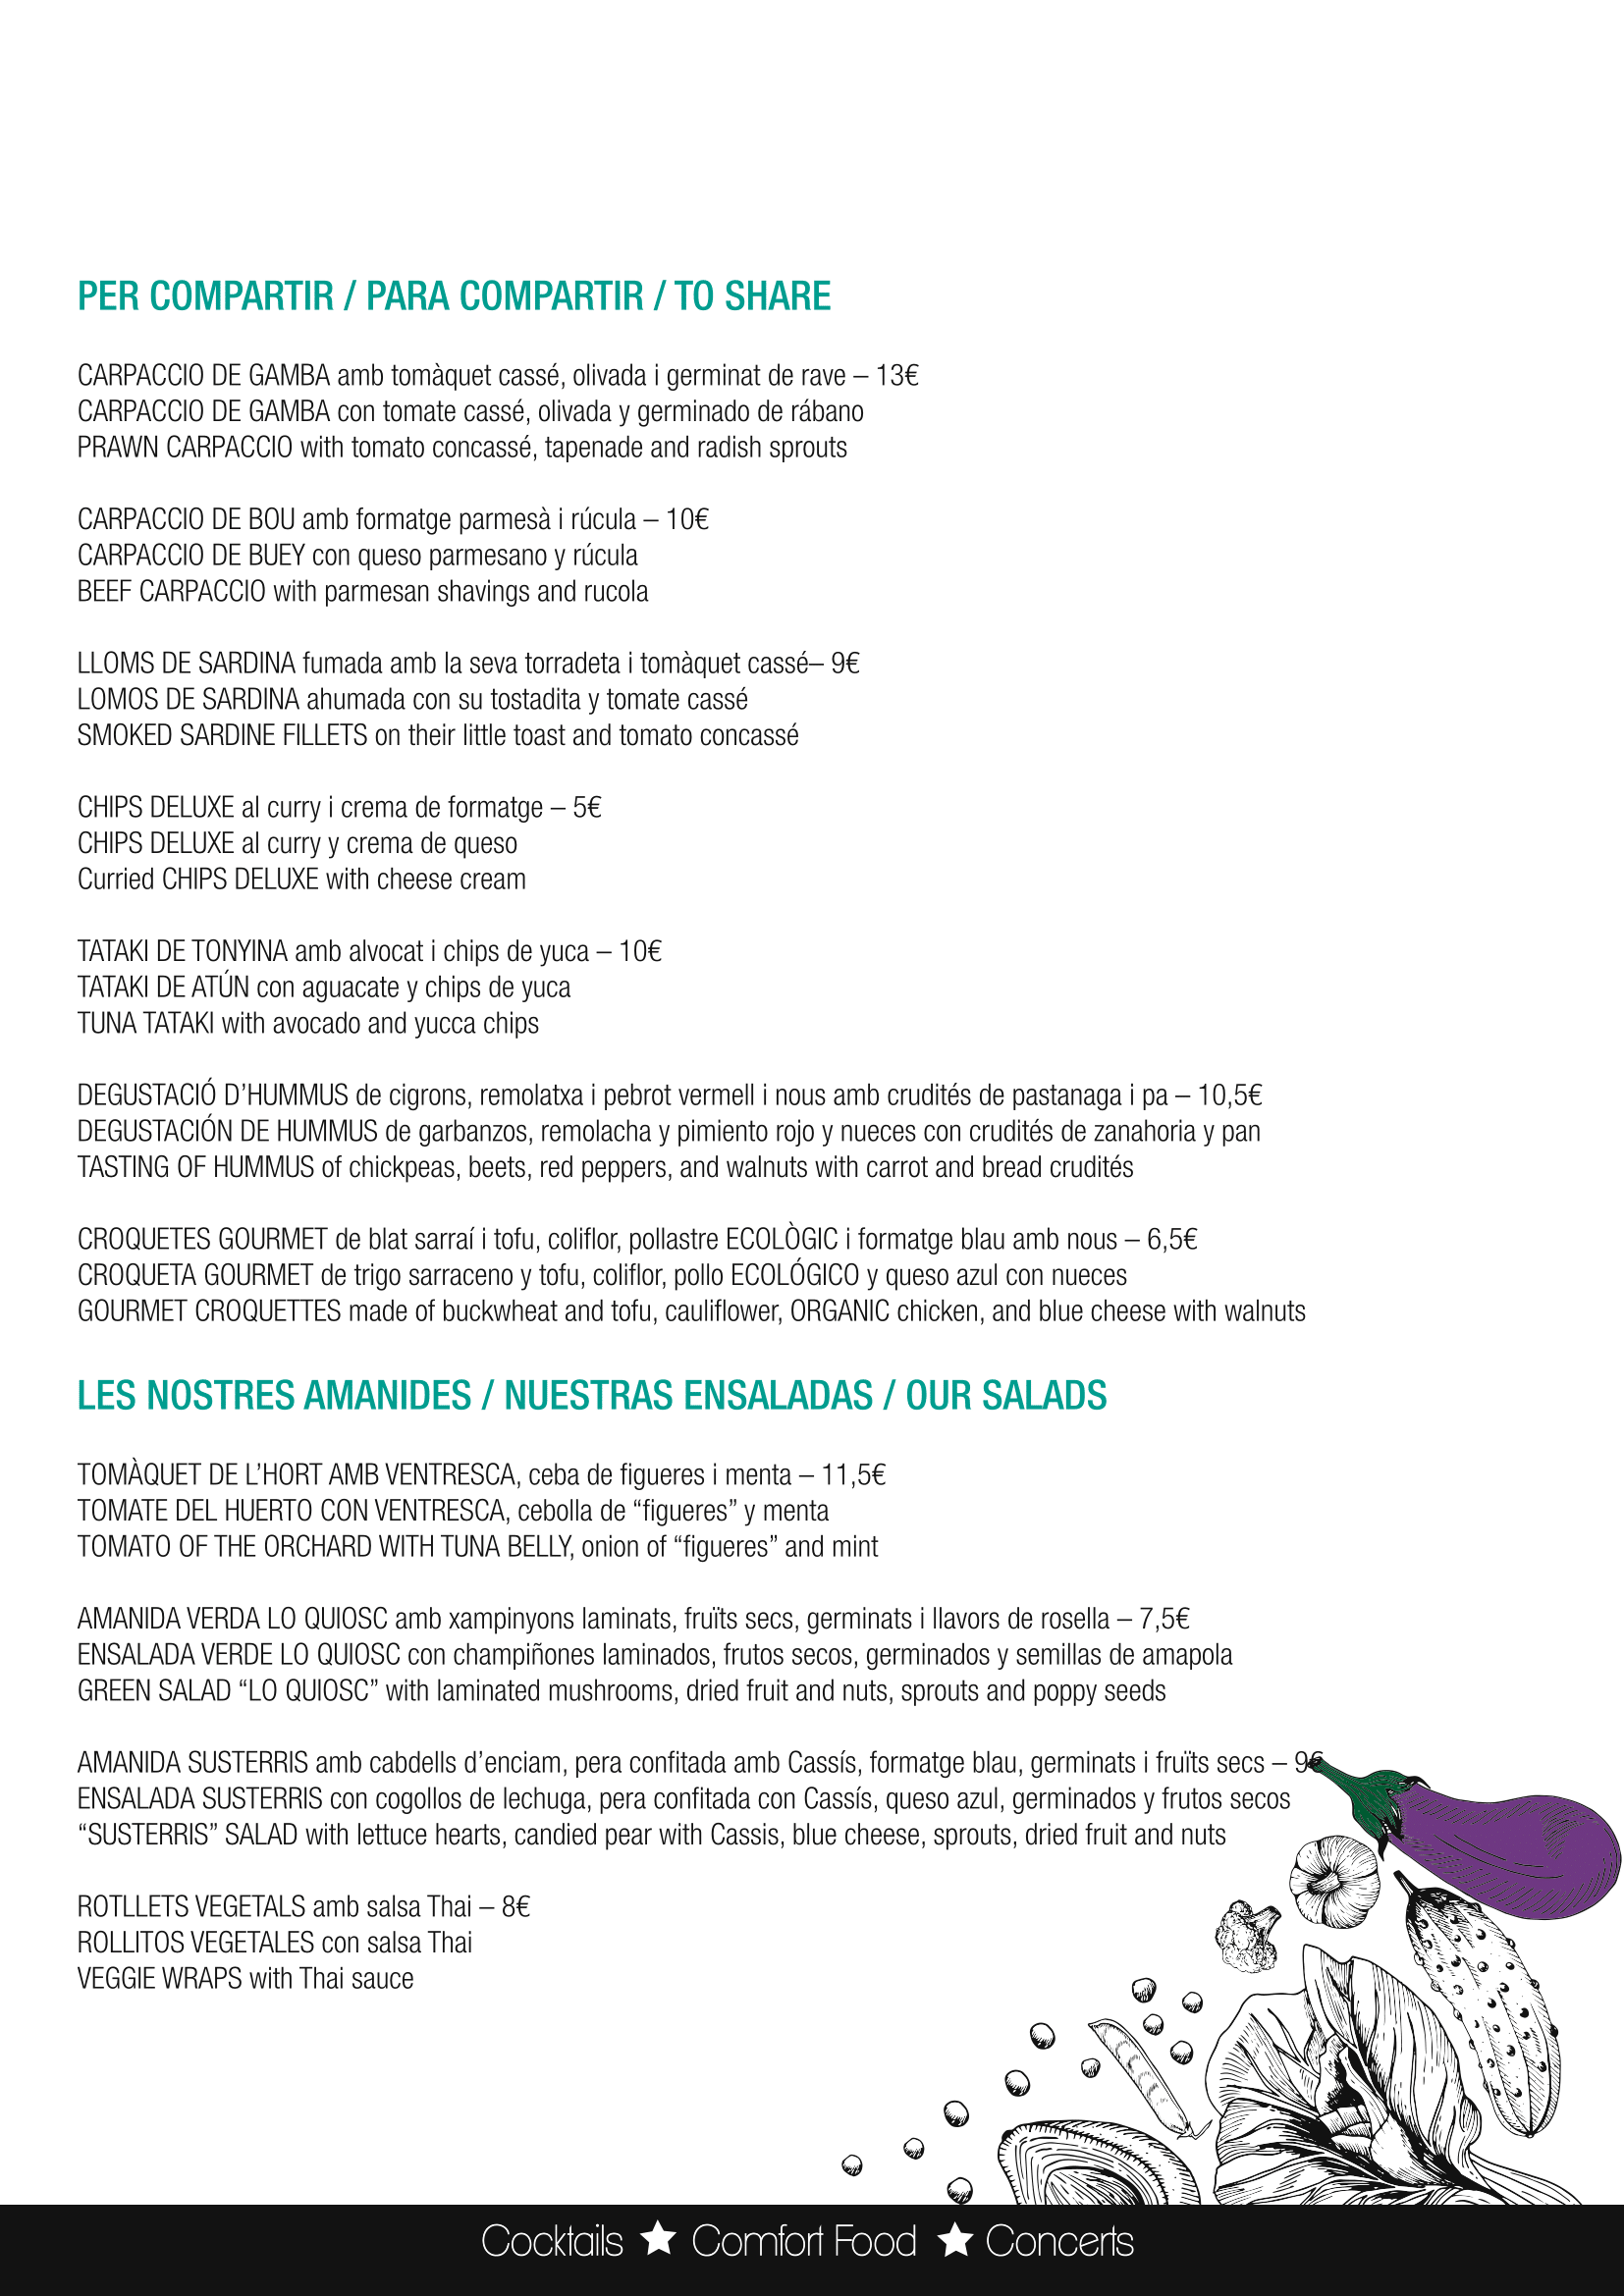 PER COMPARTIR / PARA COMPARTIR / TO SHARE
CARPACCIO DE GAMBA amb tomàquet cassé, olivada i germinat de rave – 13€
CARPACCIO DE GAMBA con tomate cassé, olivada y germinado de rábano
PRAWN CARPACCIO with tomato concassé, tapenade and radish sprouts
CARPACCIO DE BOU amb formatge parmesà i rúcula – 10€
CARPACCIO DE BUEY con queso parmesano y rúcula
BEEF CARPACCIO with parmesan shavings and rucola
LLOMS DE SARDINA fumada amb la seva torradeta i tomàquet cassé– 9€
LOMOS DE SARDINA ahumada con su tostadita y tomate cassé
SMOKED SARDINE FILLETS on their little toast and tomato concassé
CHIPS DELUXE al curry i crema de formatge – 5€
CHIPS DELUXE al curry y crema de queso
Curried CHIPS DELUXE with cheese cream
TATAKI DE TONYINA amb alvocat i chips de yuca – 10€
TATAKI DE ATÚN con aguacate y chips de yuca
TUNA TATAKI with avocado and yucca chips
DEGUSTACIÓ D’HUMMUS de cigrons, remolatxa i pebrot vermell i nous amb crudités de pastanaga i pa – 10,5€
DEGUSTACIÓN DE HUMMUS de garbanzos, remolacha y pimiento rojo y nueces con crudités de zanahoria y pan
TASTING OF HUMMUS of chickpeas, beets, red peppers, and walnuts with carrot and bread crudités
CROQUETES GOURMET de blat sarraí i tofu, coliflor, pollastre ECOLÒGIC i formatge blau amb nous – 6,5€
CROQUETA GOURMET de trigo sarraceno y tofu, coliflor, pollo ECOLÓGICO y queso azul con nueces
GOURMET CROQUETTES made of buckwheat and tofu, cauliflower, ORGANIC chicken, and blue cheese with walnuts
LES NOSTRES AMANIDES / NUESTRAS ENSALADAS / OUR SALADS
TOMÀQUET DE L’HORT AMB VENTRESCA, ceba de figueres i menta – 11,5€
TOMATE DEL HUERTO CON VENTRESCA, cebolla de “figueres” y menta
TOMATO OF THE ORCHARD WITH TUNA BELLY, onion of “figueres” and mint
AMANIDA VERDA LO QUIOSC amb xampinyons laminats, fruïts secs, germinats i llavors de rosella – 7,5€
ENSALADA VERDE LO QUIOSC con champiñones laminados, frutos secos, germinados y semillas de amapola
GREEN SALAD “LO QUIOSC” with laminated mushrooms, dried fruit and nuts, sprouts and poppy seeds
AMANIDA SUSTERRIS amb cabdells d’enciam, pera confitada amb Cassís, formatge blau, germinats i fruïts secs – 9€
ENSALADA SUSTERRIS con cogollos de lechuga, pera confitada con Cassís, queso azul, germinados y frutos secos
“SUSTERRIS” SALAD with lettuce hearts, candied pear with Cassis, blue cheese, sprouts, dried fruit and nuts
ROTLLETS VEGETALS amb salsa Thai – 8€
ROLLITOS VEGETALES con salsa Thai
VEGGIE WRAPS with Thai sauce
Cocktails ★ Comfort Food ★ Concerts